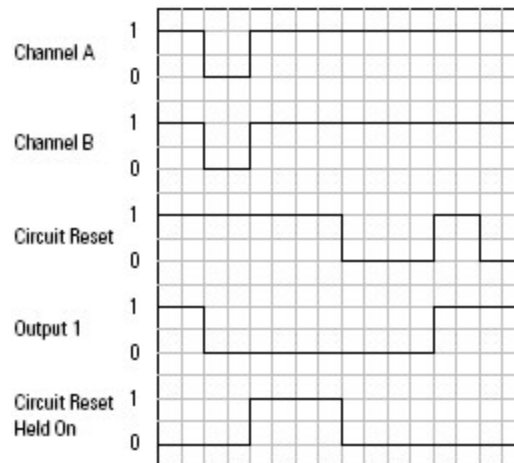 Channel A
1
0
Channel B
1
0
Circuit Reset
1
0
Output 1
1
0
Circuit Reset
Held On
1
0